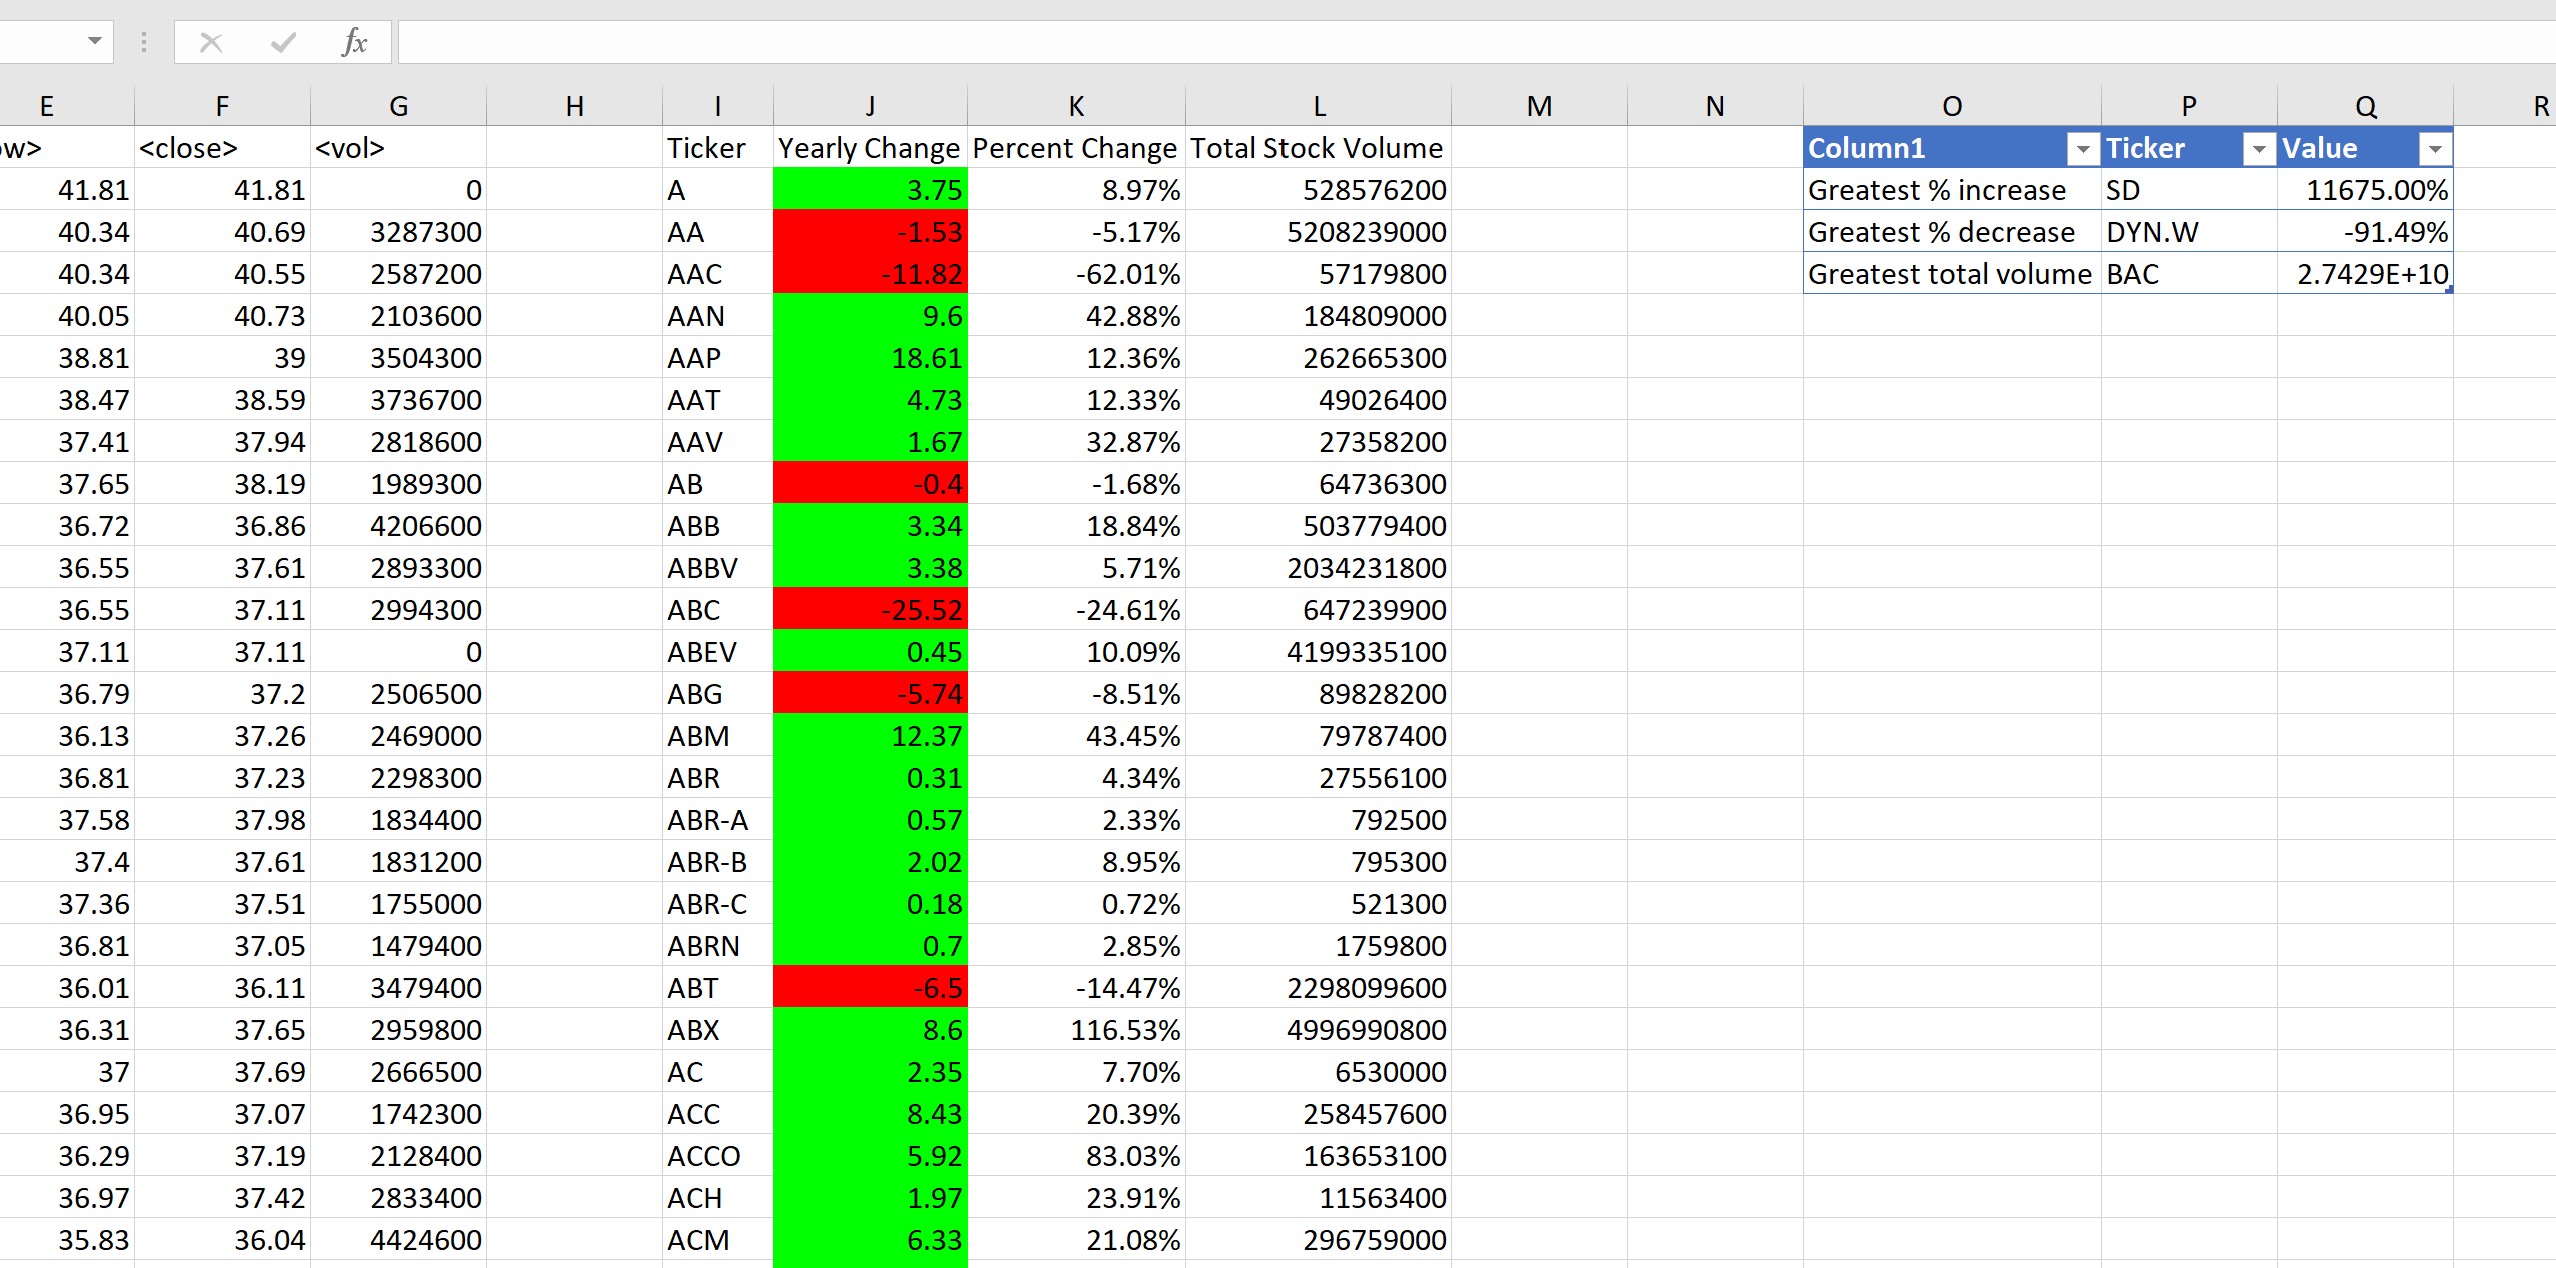 fx
E F G H I J K L M N O P Q R
ow> <close> <vol> Ticker Yearly Change Percent Change Total Stock Volume Column1 Ticker Value
41.81 41.81 0 A 3.75 8.97% 528576200 Greatest % increase SD 11675.00%
40.34 40.69 3287300 AA -1.53 -5.17% 5208239000 Greatest % decrease DYN.W -91.49%
40.34 40.55 2587200 AAC -11.82 -62.01% 57179800 Greatest total volume BAC 2.7429E+10
40.05 40.73 2103600 AAN 9.6 42.88% 184809000
38.81 39 3504300 AAP 18.61 12.36% 262665300
38.47 38.59 3736700 AAT 4.73 12.33% 49026400
37.41 37.94 2818600 AAV 1.67 32.87% 27358200
37.65 38.19 1989300 AB -0.4 -1.68% 64736300
36.72 36.86 4206600 ABB 3.34 18.84% 503779400
36.55 37.61 2893300 ABBV 3.38 5.71% 2034231800
36.55 37.11 2994300 ABC -25.52 -24.61% 647239900
37.11 37.11 0 ABEV 0.45 10.09% 4199335100
36.79 37.2 2506500 ABG -5.74 -8.51% 89828200
36.13 37.26 2469000 ABM 12.37 43.45% 79787400
36.81 37.23 2298300 ABR 0.31 4.34% 27556100
37.58 37.98 1834400 ABR-A 0.57 2.33% 792500
37.4 37.61 1831200 ABR-B 2.02 8.95% 795300
37.36 37.51 1755000 ABR-C 0.18 0.72% 521300
36.81 37.05 1479400 ABRN 0.7 2.85% 1759800
36.01 36.11 3479400 ABT -6.5 -14.47% 2298099600
36.31 37.65 2959800 ABX 8.6 116.53% 4996990800
37 37.69 2666500 AC 2.35 7.70% 6530000
36.95 37.07 1742300 ACC 8.43 20.39% 258457600
36.29 37.19 2128400 ACCO 5.92 83.03% 163653100
36.97 37.42 2833400 ACH 1.97 23.91% 11563400
35.83 36.04 4424600 ACM 6.33 21.08% 296759000